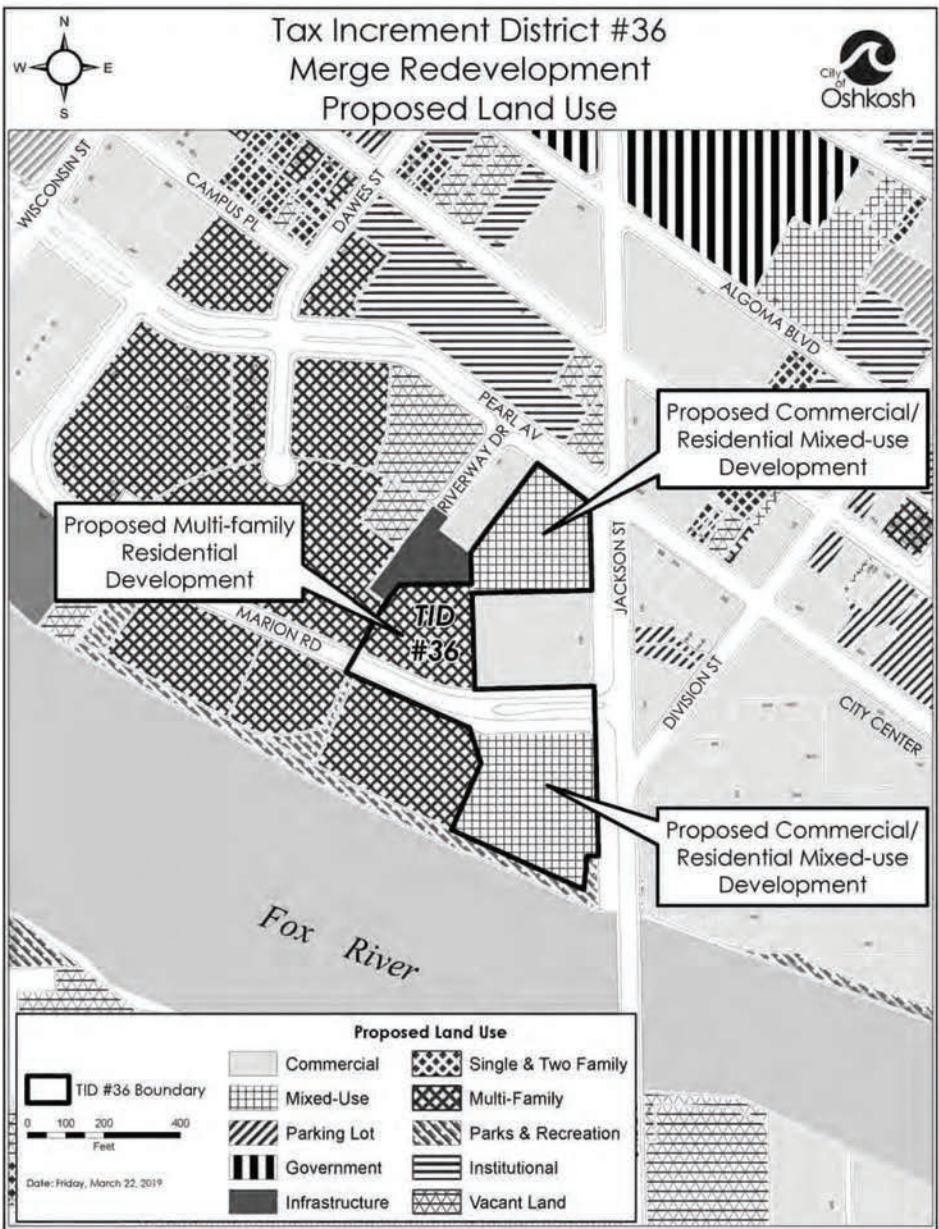 Tax Increment District #36
Merge Redevelopment
Proposed Land Use
N
W
E
S
City
of
Oshkosh
WISCONSIN ST
CAMPUS PL
DAWES ST
ALGOMA BLVD
PEARL AV
RIVERWAY DR
Proposed Commercial/
Residential Mixed-use
Development
Proposed Multi-family
Residential
Development
JACKSON ST
TID
#36
MARION RD
DIVISION ST
CITY CENTER
Proposed Commercial/
Residential Mixed-use
Development
Fox River
Proposed Land Use
TID #36 Boundary
0 100 200 400
Feet
Date: Friday, March 22, 2019
Commercial
Mixed-Use
Parking Lot
Government
Infrastructure
Single & Two Family
Multi-Family
Parks & Recreation
Institutional
Vacant Land